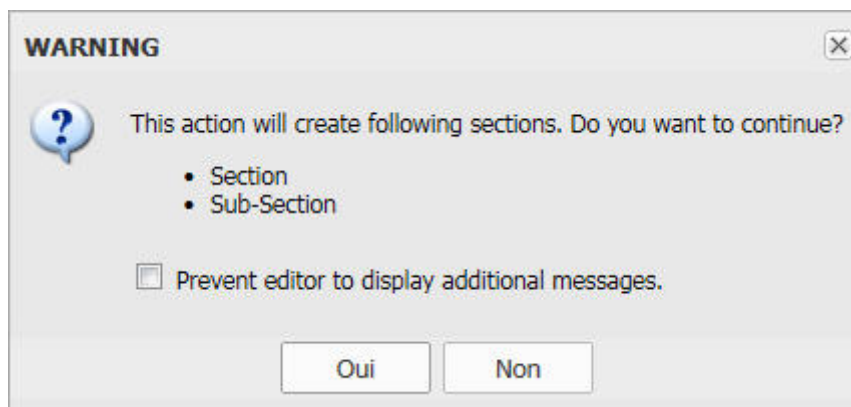 WARNING
This action will create following sections. Do you want to continue?
• Section
• Sub-Section
Prevent editor to display additional messages.
Oui Non